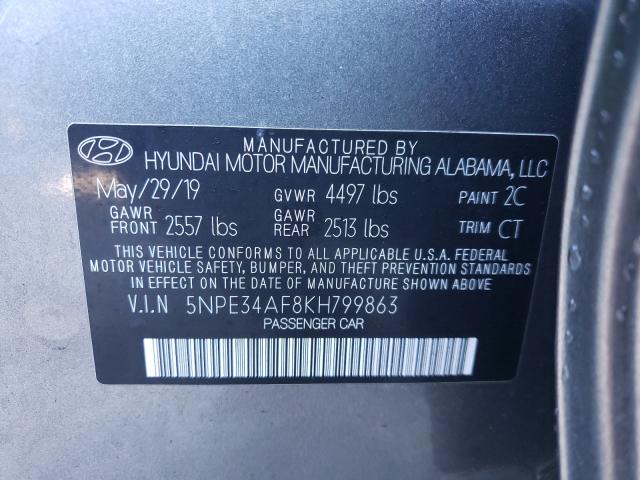 MANUFACTURED BY
HYUNDAI MOTOR MANUFACTURING ALABAMA, LLC
May/29/19 GVWR 4497 lbs PAINT 2C
GAWR FRONT 2557 lbs GAWR REAR 2513 lbs TRIM CT
THIS VEHICLE CONFORMS TO ALL APPLICABLE U.S.A. FEDERAL
MOTOR VEHICLE SAFETY, BUMPER, AND THEFT PREVENTION STANDARDS
IN EFFECT ON THE DATE OF MANUFACTURE SHOWN ABOVE
V.I.N 5NPE34AF8KH799863
PASSENGER CAR